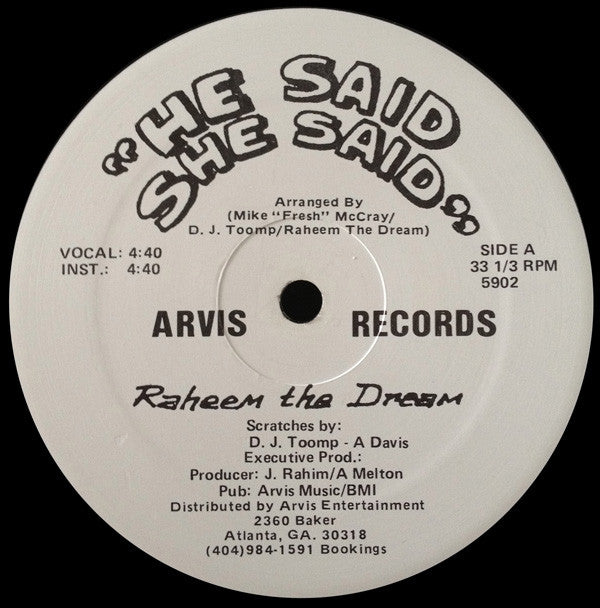 "HE SAID
SHE SAID"
Arranged By
(Mike "Fresh" McCray/
D. J. Toomp/Raheem The Dream)
VOCAL: 4:40
INST.: 4:40
SIDE A
33 1/3 RPM
5902
ARVIS RECORDS
Raheem the Dream
Scratches by:
D. J. Toomp - A Davis
Executive Prod.:
Producer: J. Rahim/A Melton
Pub: Arvis Music/BMI
Distributed by Arvis Entertainment
2360 Baker
Atlanta, GA. 30318
(404)984-1591 Bookings